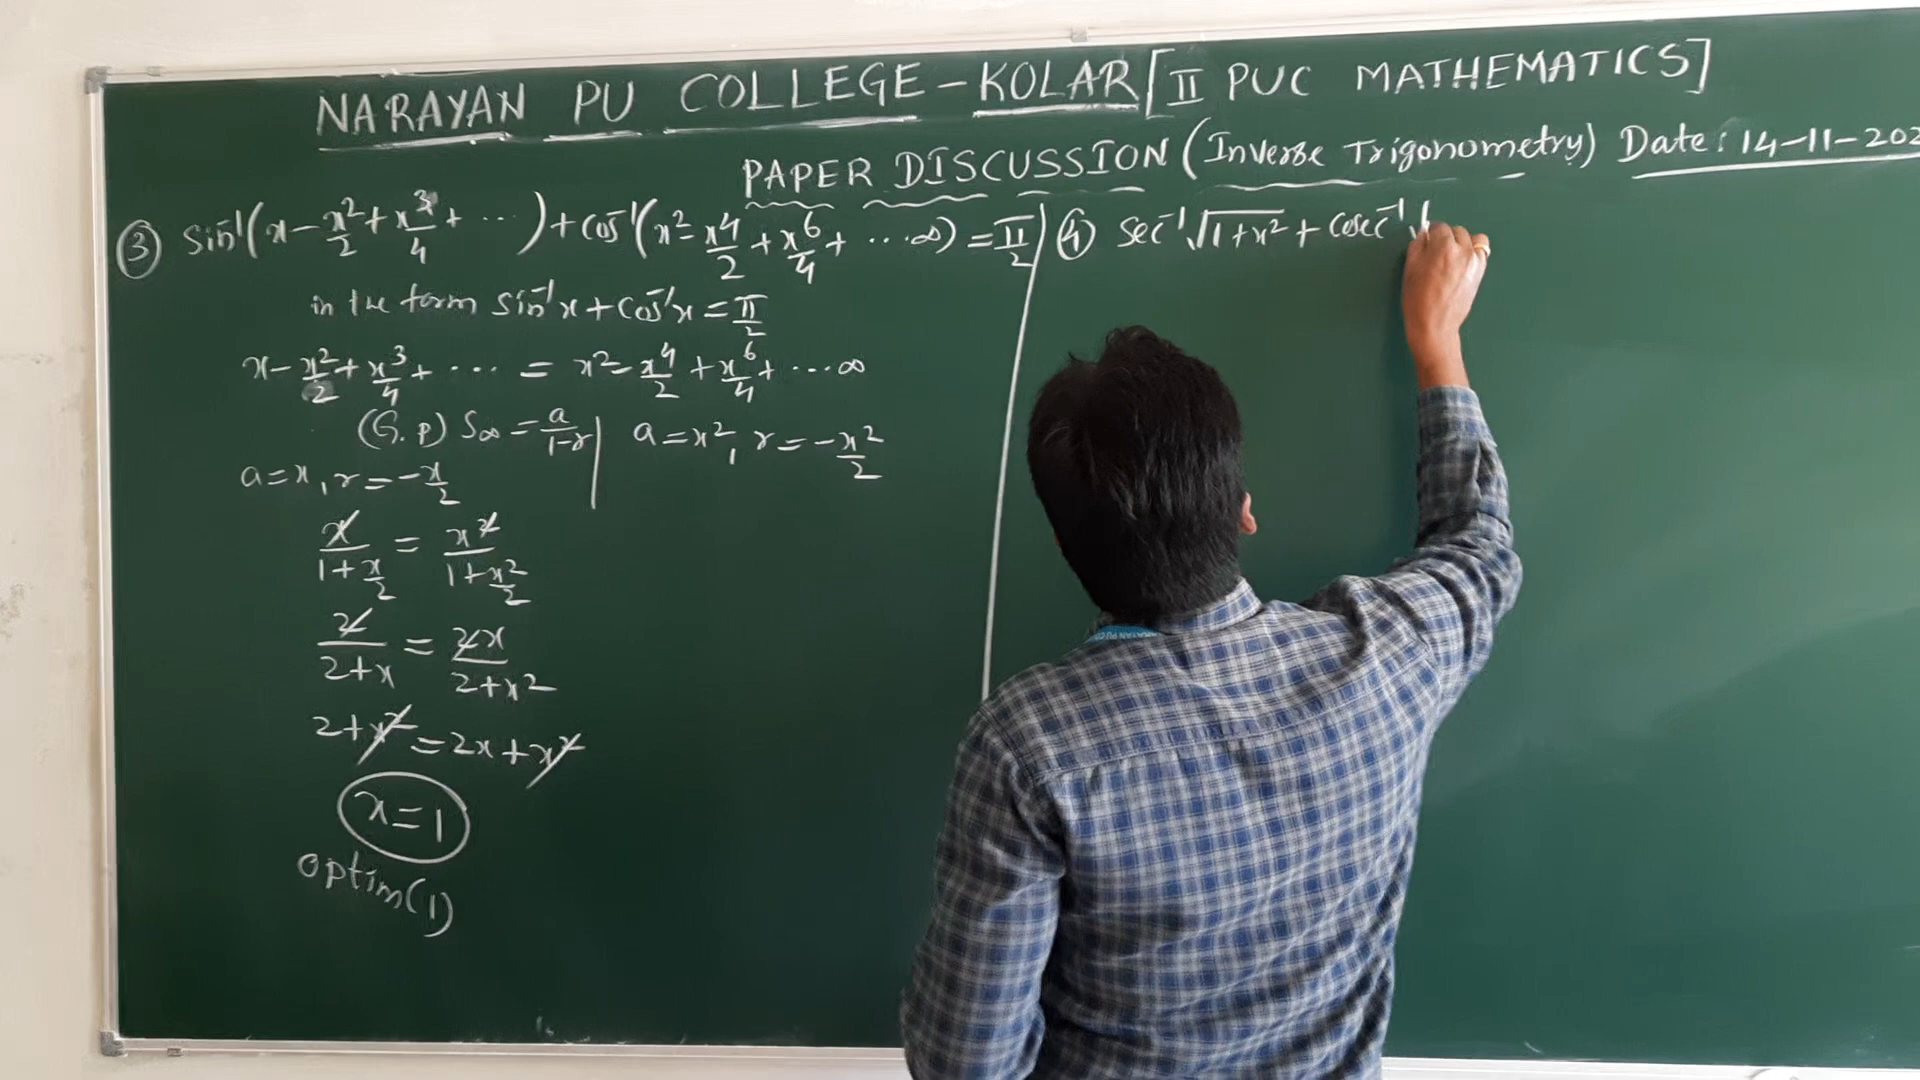 NARAYAN PU COLLEGE - KOLAR [II PUC MATHEMATICS]
PAPER DISCUSSION (Inverse Trigonometry) Date: 14-11-202
③ Sin⁻¹(x - x²/2 + x³/4 + ...) + Cos⁻¹(x² - x⁴/2 + x⁶/4 + ...∞) = π/2
in the form Sin⁻¹x + Cos⁻¹x = π/2
x - x²/2 + x³/4 + ... = x² - x⁴/2 + x⁶/4 + ...∞
(G.P) S∞ = a/(1-r) | a = x², r = -x²/2
a = x, r = -x/2
x/(1 + x/2) = x²/(1 + x²/2)
2/(2+x) = 2x/(2+x²)
2 + x² = 2x + x²
x = 1
option(1)
④ Sec⁻¹√(1+x²) + Cosec⁻¹√